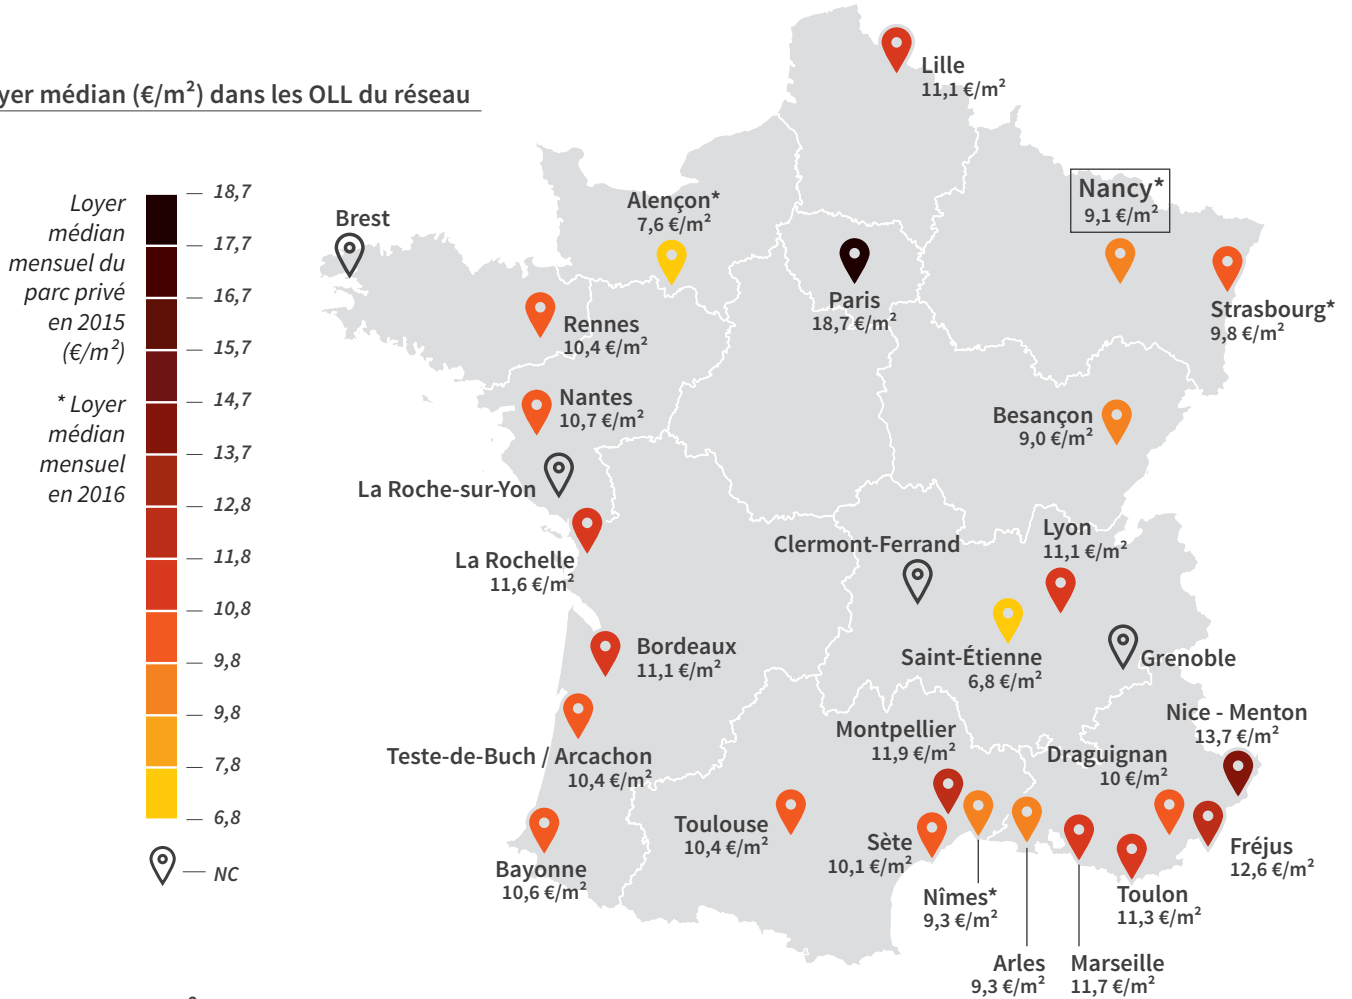 yer médian (€/m²) dans les OLL du réseau
Loyer
médian
mensuel du
parc privé
en 2015
(€/m²)
* Loyer
médian
mensuel
en 2016
18,7
17,7
16,7
15,7
14,7
13,7
12,8
11,8
10,8
9,8
9,8
7,8
6,8
NC
Lille
11,1 €/m²
Alençon*
7,6 €/m²
Nancy*
9,1 €/m²
Brest
Paris
18,7 €/m²
Strasbourg*
9,8 €/m²
Rennes
10,4 €/m²
Nantes
10,7 €/m²
Besançon
9,0 €/m²
La Roche-sur-Yon
La Rochelle
11,6 €/m²
Clermont-Ferrand
Lyon
11,1 €/m²
Bordeaux
11,1 €/m²
Saint-Étienne
6,8 €/m²
Grenoble
Teste-de-Buch / Arcachon
10,4 €/m²
Montpellier
11,9 €/m²
Nice - Menton
13,7 €/m²
Draguignan
10 €/m²
Toulouse
10,4 €/m²
Sète
10,1 €/m²
Bayonne
10,6 €/m²
Fréjus
12,6 €/m²
Nîmes*
9,3 €/m²
Toulon
11,3 €/m²
Arles
9,3 €/m²
Marseille
11,7 €/m²